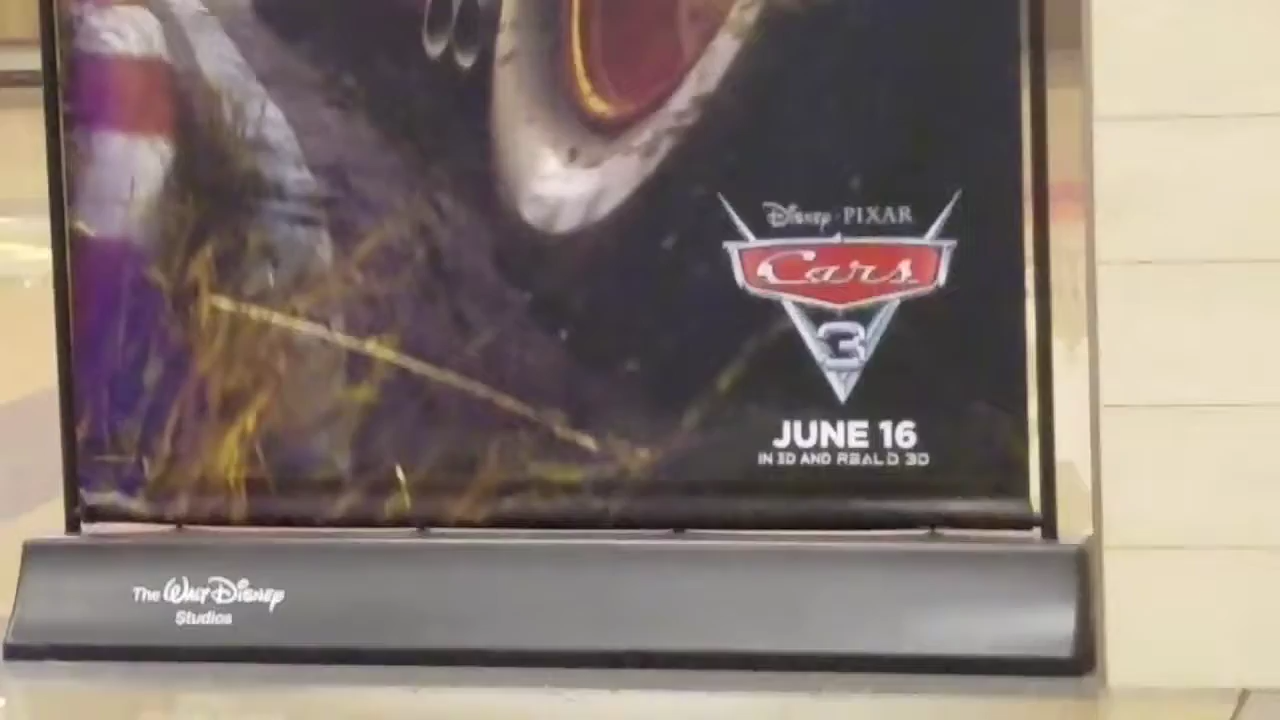 Disney · PIXAR
Cars
3
JUNE 16
IN 3D AND REAL D 3D
The WALT DISNEY
Studios